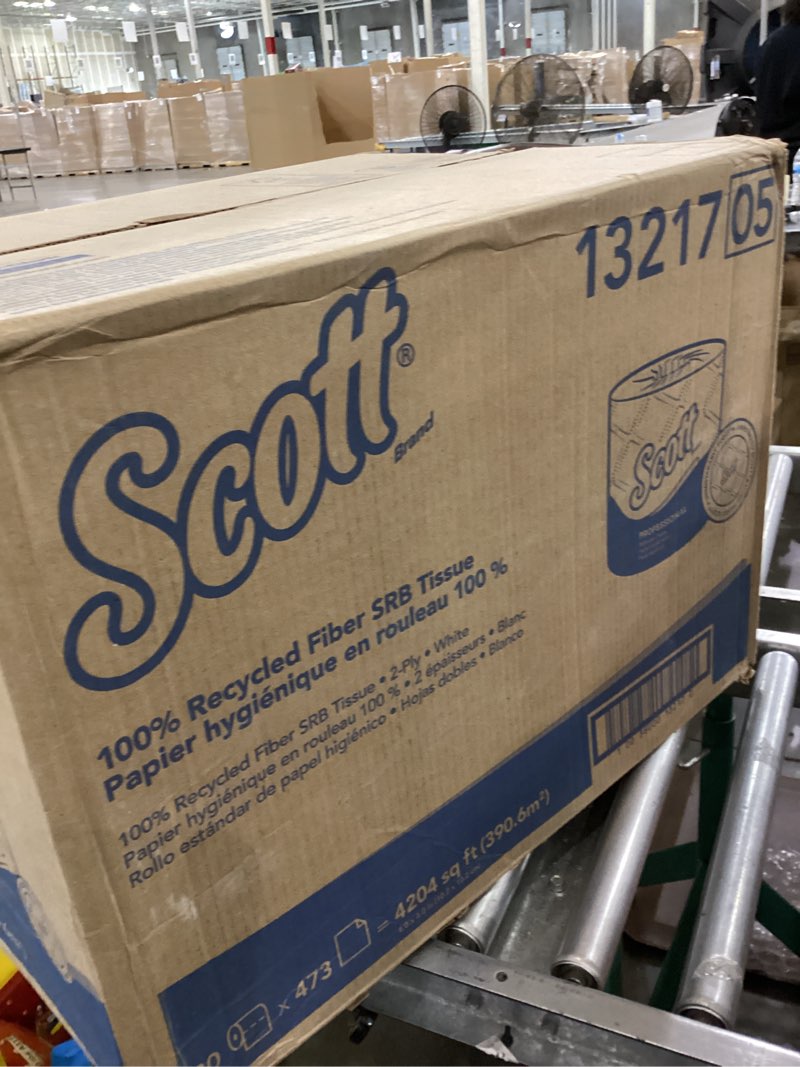 13217 05
Scott®
Brand
Scott
PROFESSIONAL
100% Recycled Fiber SRB Tissue
Papier hygiénique en rouleau 100 %
100% Recycled Fiber SRB Tissue • 2-Ply • White
Papier hygiénique en rouleau 100 % • 2 épaisseurs • Blanc
Rollo estándar de papel higiénico • Hojas dobles • Blanco
× 473 = 4204 sq ft (390.6m²)